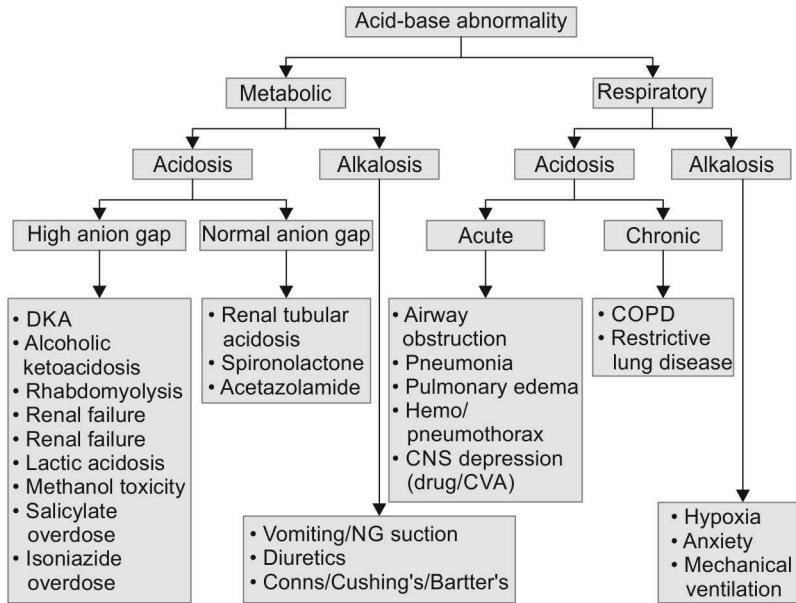 Acid-base abnormality
Metabolic
Respiratory
Acidosis
Alkalosis
Acidosis
Alkalosis
High anion gap
Normal anion gap
Acute
Chronic
• DKA
• Alcoholic
ketoacidosis
• Rhabdomyolysis
• Renal failure
• Renal failure
• Lactic acidosis
• Methanol toxicity
• Salicylate
overdose
• Isoniazide
overdose
• Renal tubular
acidosis
• Spironolactone
• Acetazolamide
• Vomiting/NG suction
• Diuretics
• Conns/Cushing's/Bartter's
• Airway
obstruction
• Pneumonia
• Pulmonary edema
• Hemo/
pneumothorax
• CNS depression
(drug/CVA)
• COPD
• Restrictive
lung disease
• Hypoxia
• Anxiety
• Mechanical
ventilation